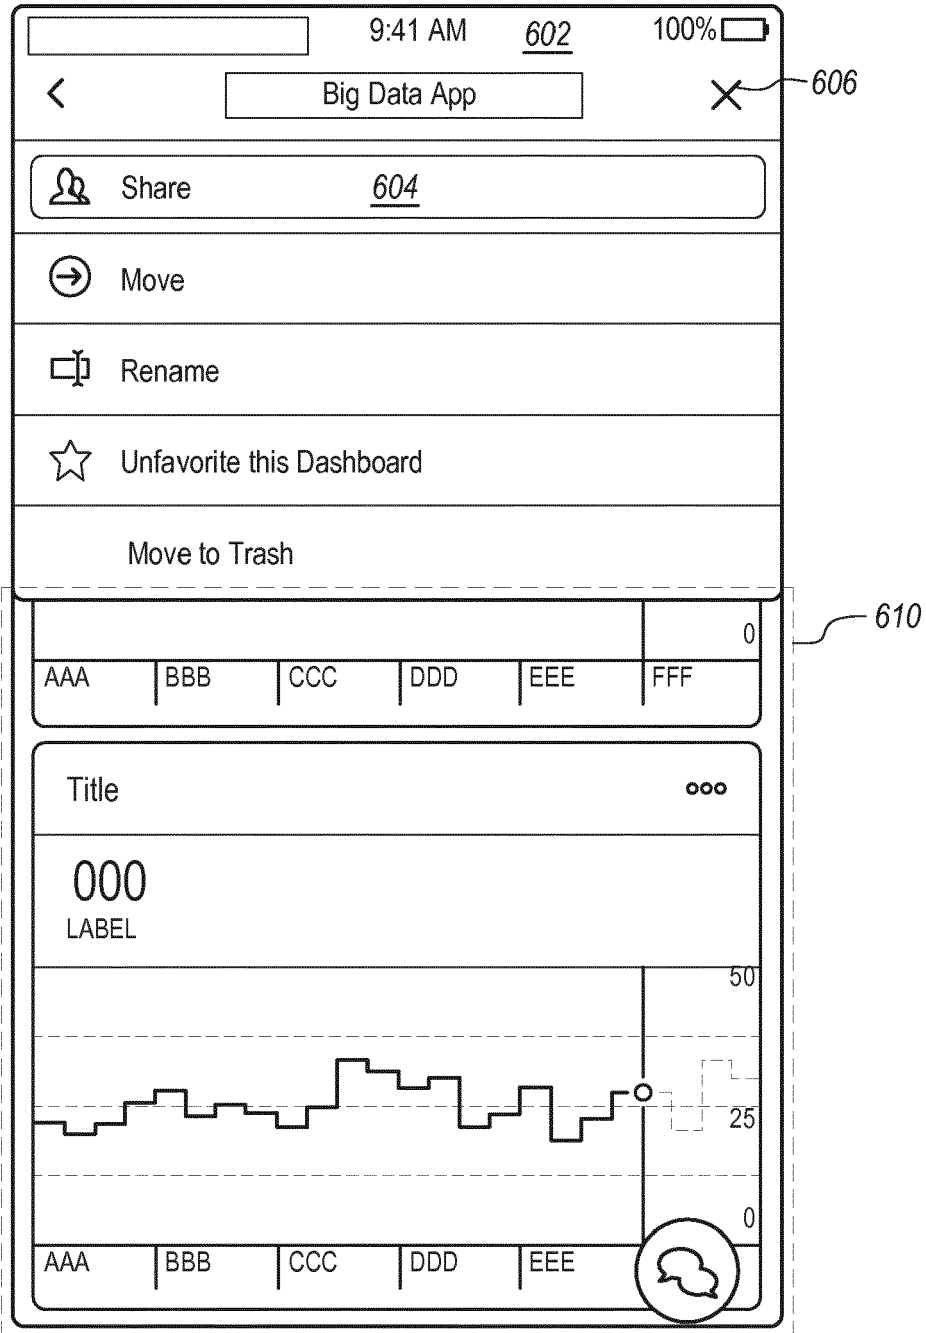 9:41 AM 602 100%
Big Data App 606
Share 604
Move
Rename
Unfavorite this Dashboard
Move to Trash
610
0
AAA BBB CCC DDD EEE FFF
Title
000
LABEL
50
25
0
AAA BBB CCC DDD EEE